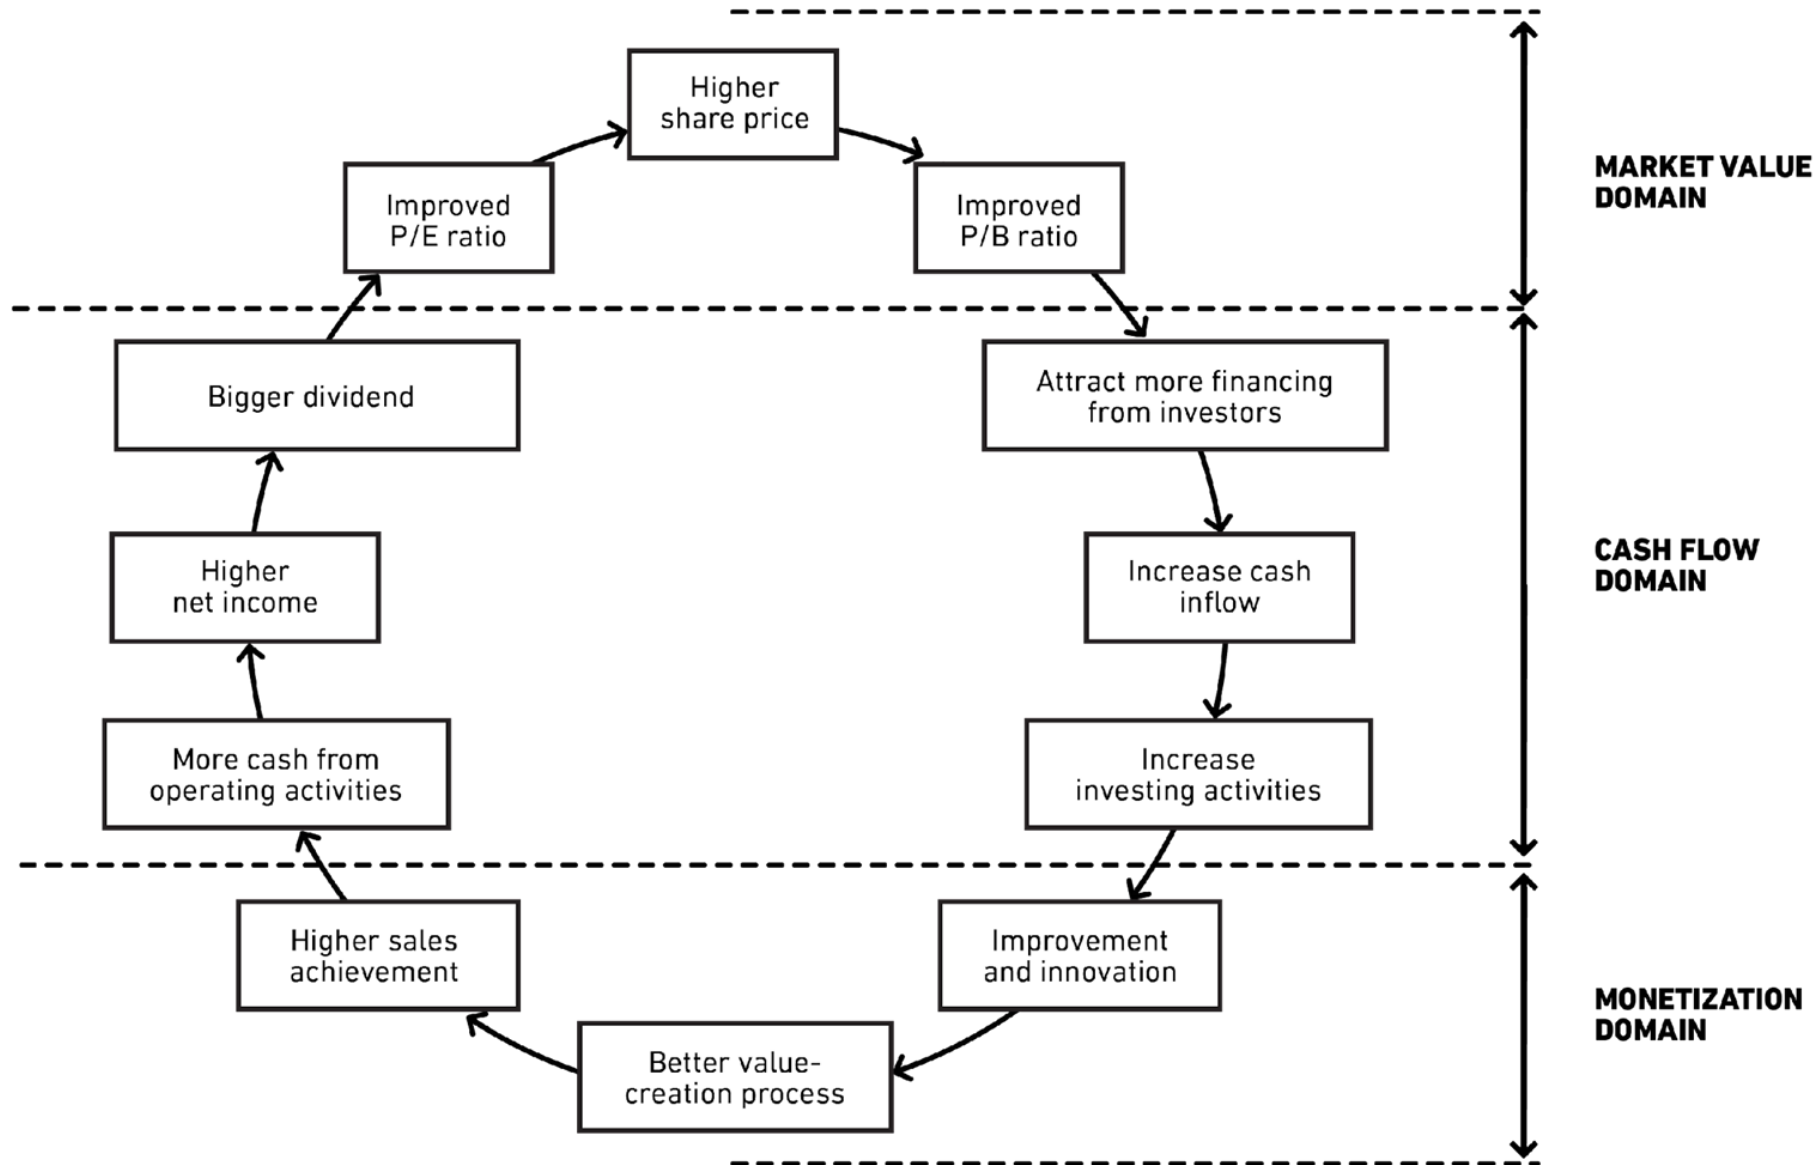 Higher
share price
Improved
P/E ratio
Improved
P/B ratio
MARKET VALUE
DOMAIN
Bigger dividend
Attract more financing
from investors
Higher
net income
Increase cash
inflow
CASH FLOW
DOMAIN
More cash from
operating activities
Increase
investing activities
Higher sales
achievement
Improvement
and innovation
MONETIZATION
DOMAIN
Better value-
creation process